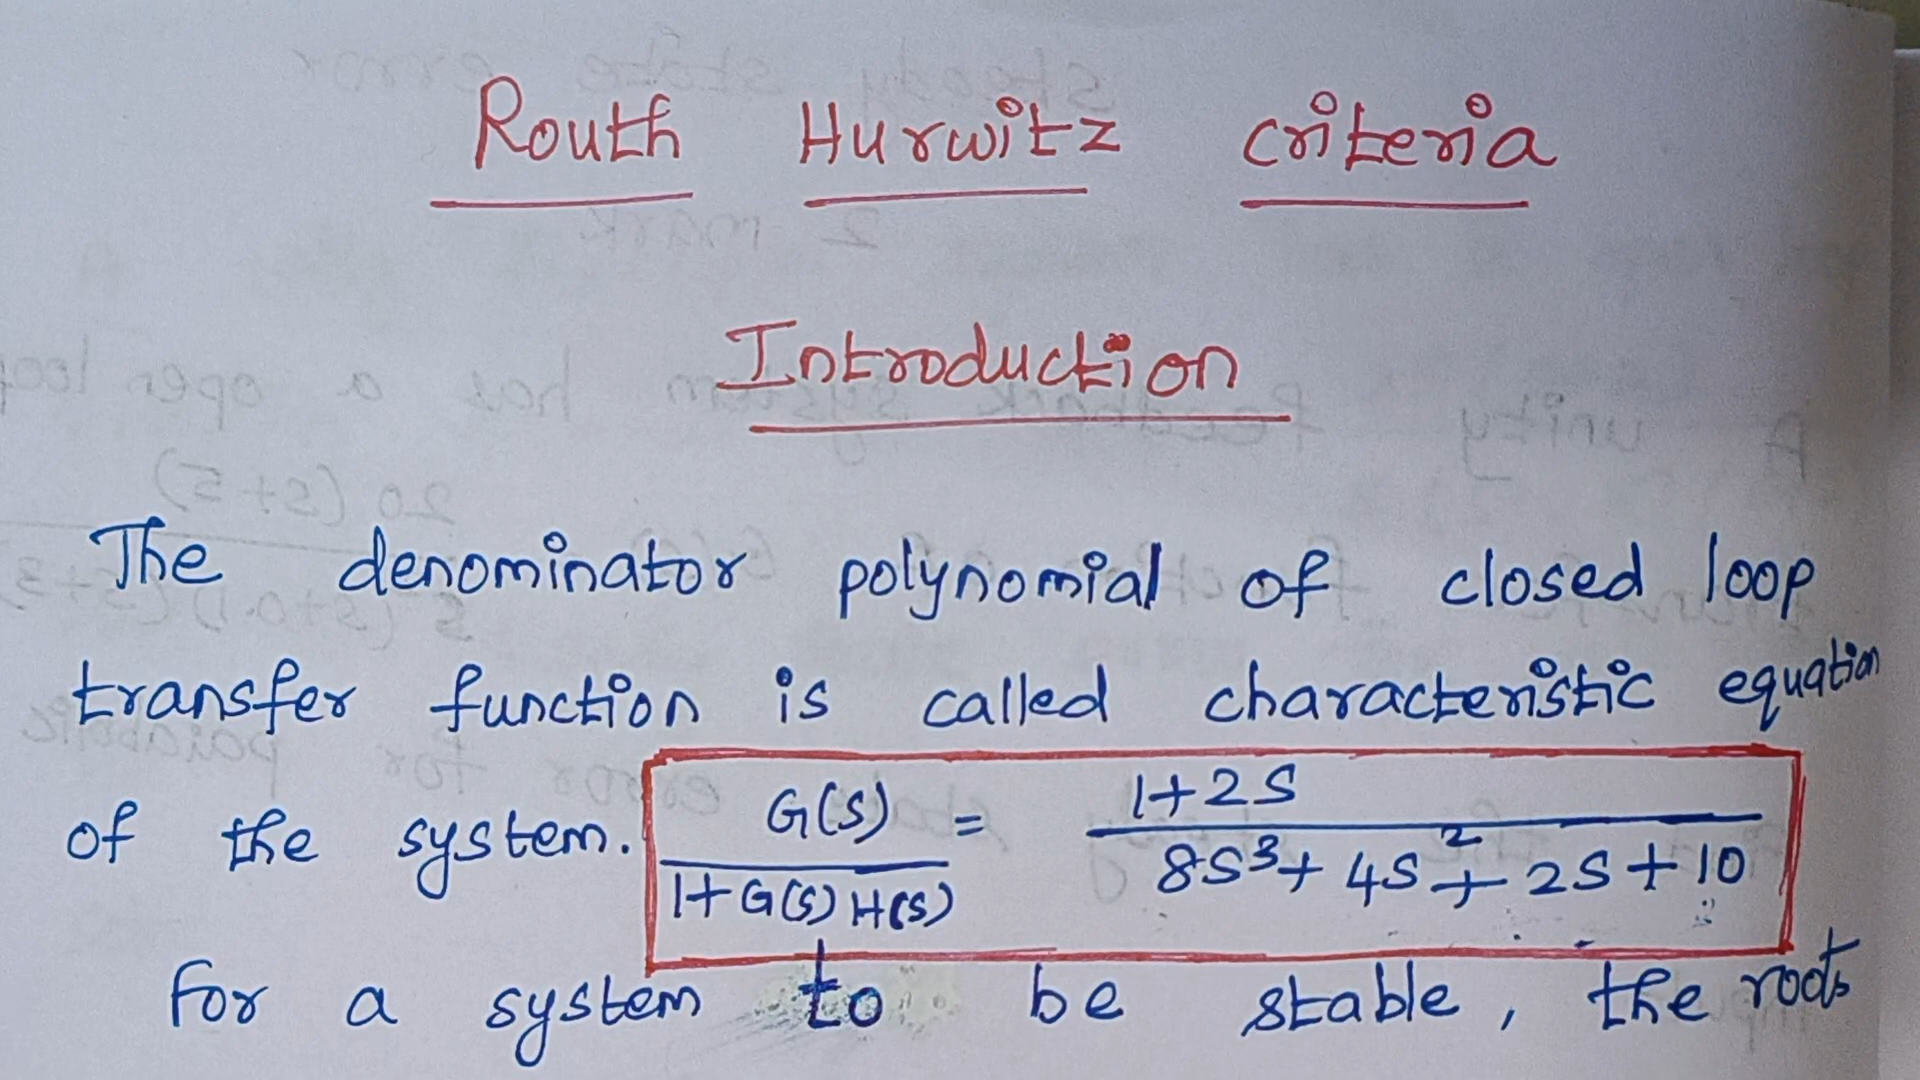 Routh Hurwitz criteria
Introduction
The denominator polynomial of closed loop
transfer function is called characteristic equation
of the system. G(s)/1+G(s)H(s) = 1+2s/8s³+4s²+2s+10
For a system to be stable, the roots